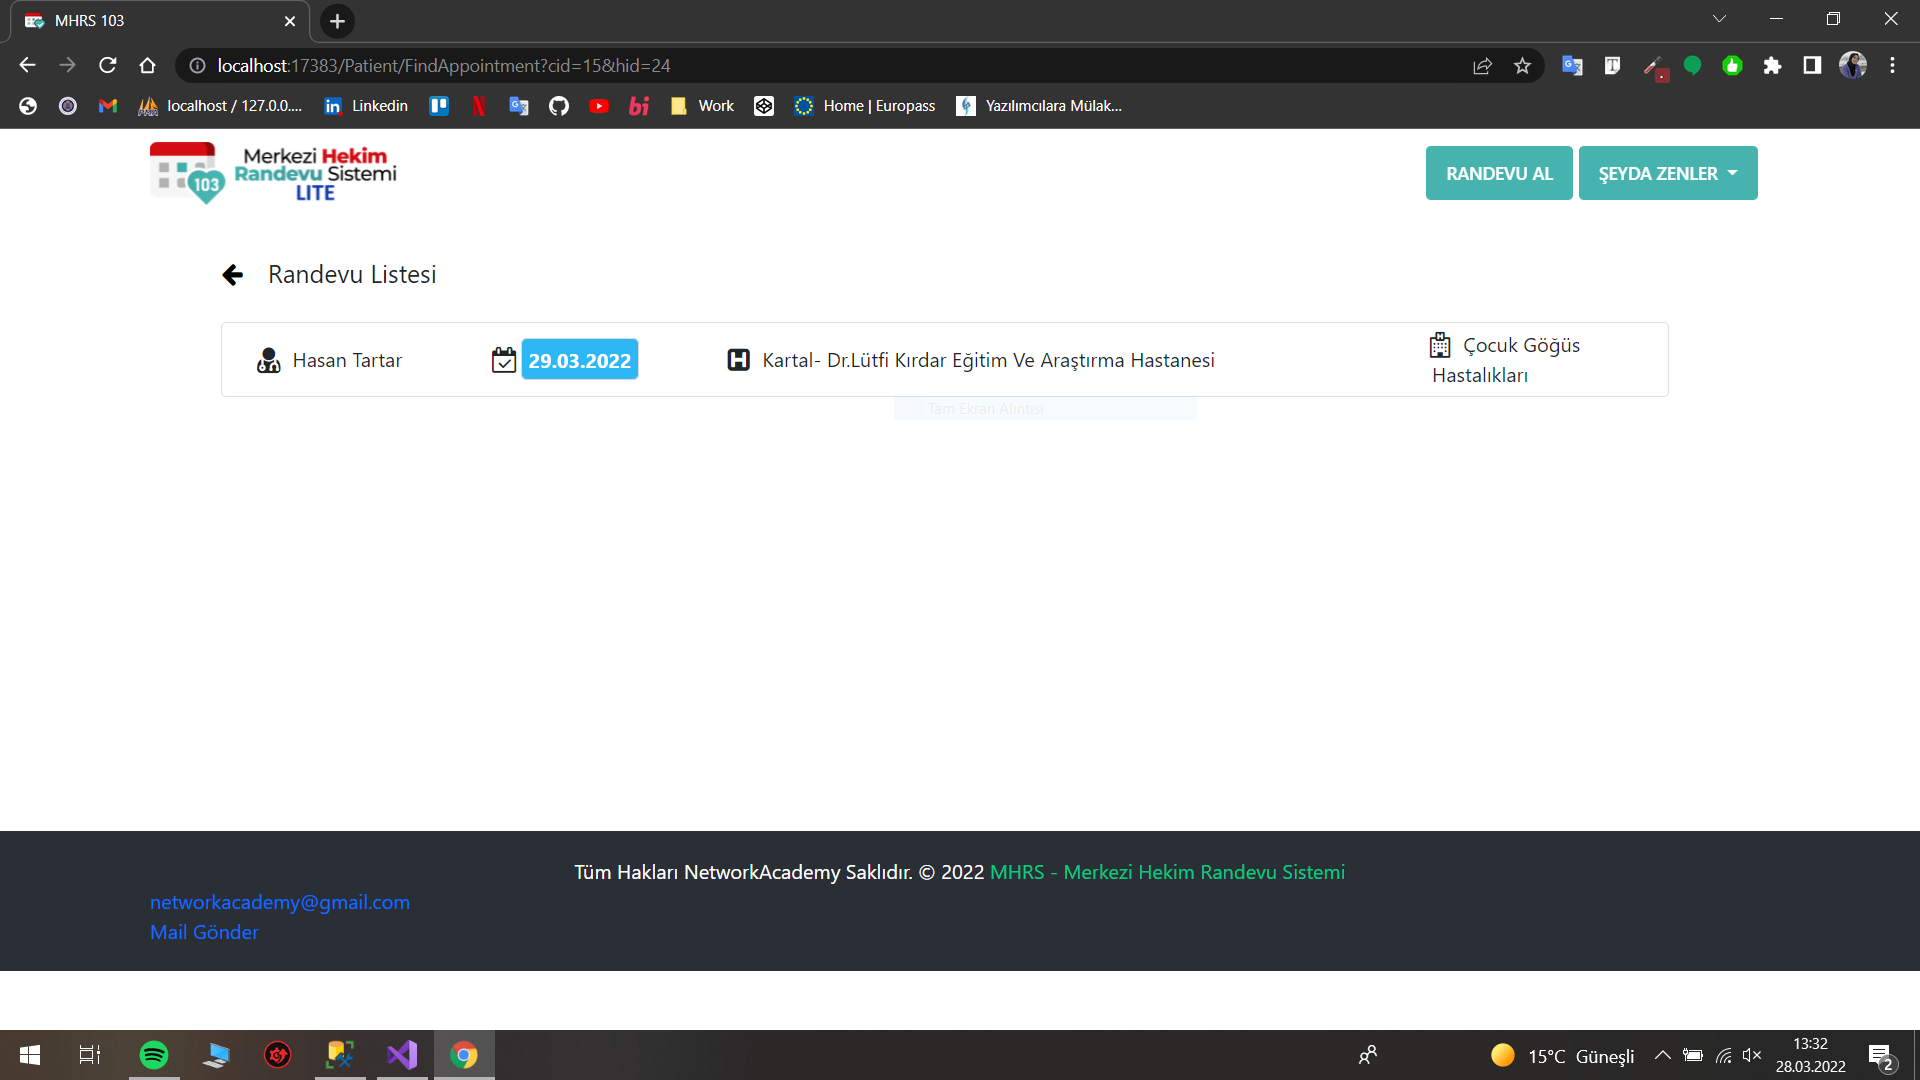 MHRS 103
localhost:17383/Patient/FindAppointment?cid=15&hid=24
localhost / 127.0.0.... Linkedin Work Home | Europass Yazılımcılara Mülak...
Merkezi Hekim
Randevu Sistemi
LITE
103
RANDEVU AL ŞEYDA ZENLER
Randevu Listesi
Hasan Tartar 29.03.2022 Kartal- Dr.Lütfi Kırdar Eğitim Ve Araştırma Hastanesi Çocuk Göğüs
Hastalıkları
Tam Ekran Alıntısı
Tüm Hakları NetworkAcademy Saklıdır. © 2022 MHRS - Merkezi Hekim Randevu Sistemi
networkacademy@gmail.com
Mail Gönder
15°C Güneşli 13:32
28.03.2022
2